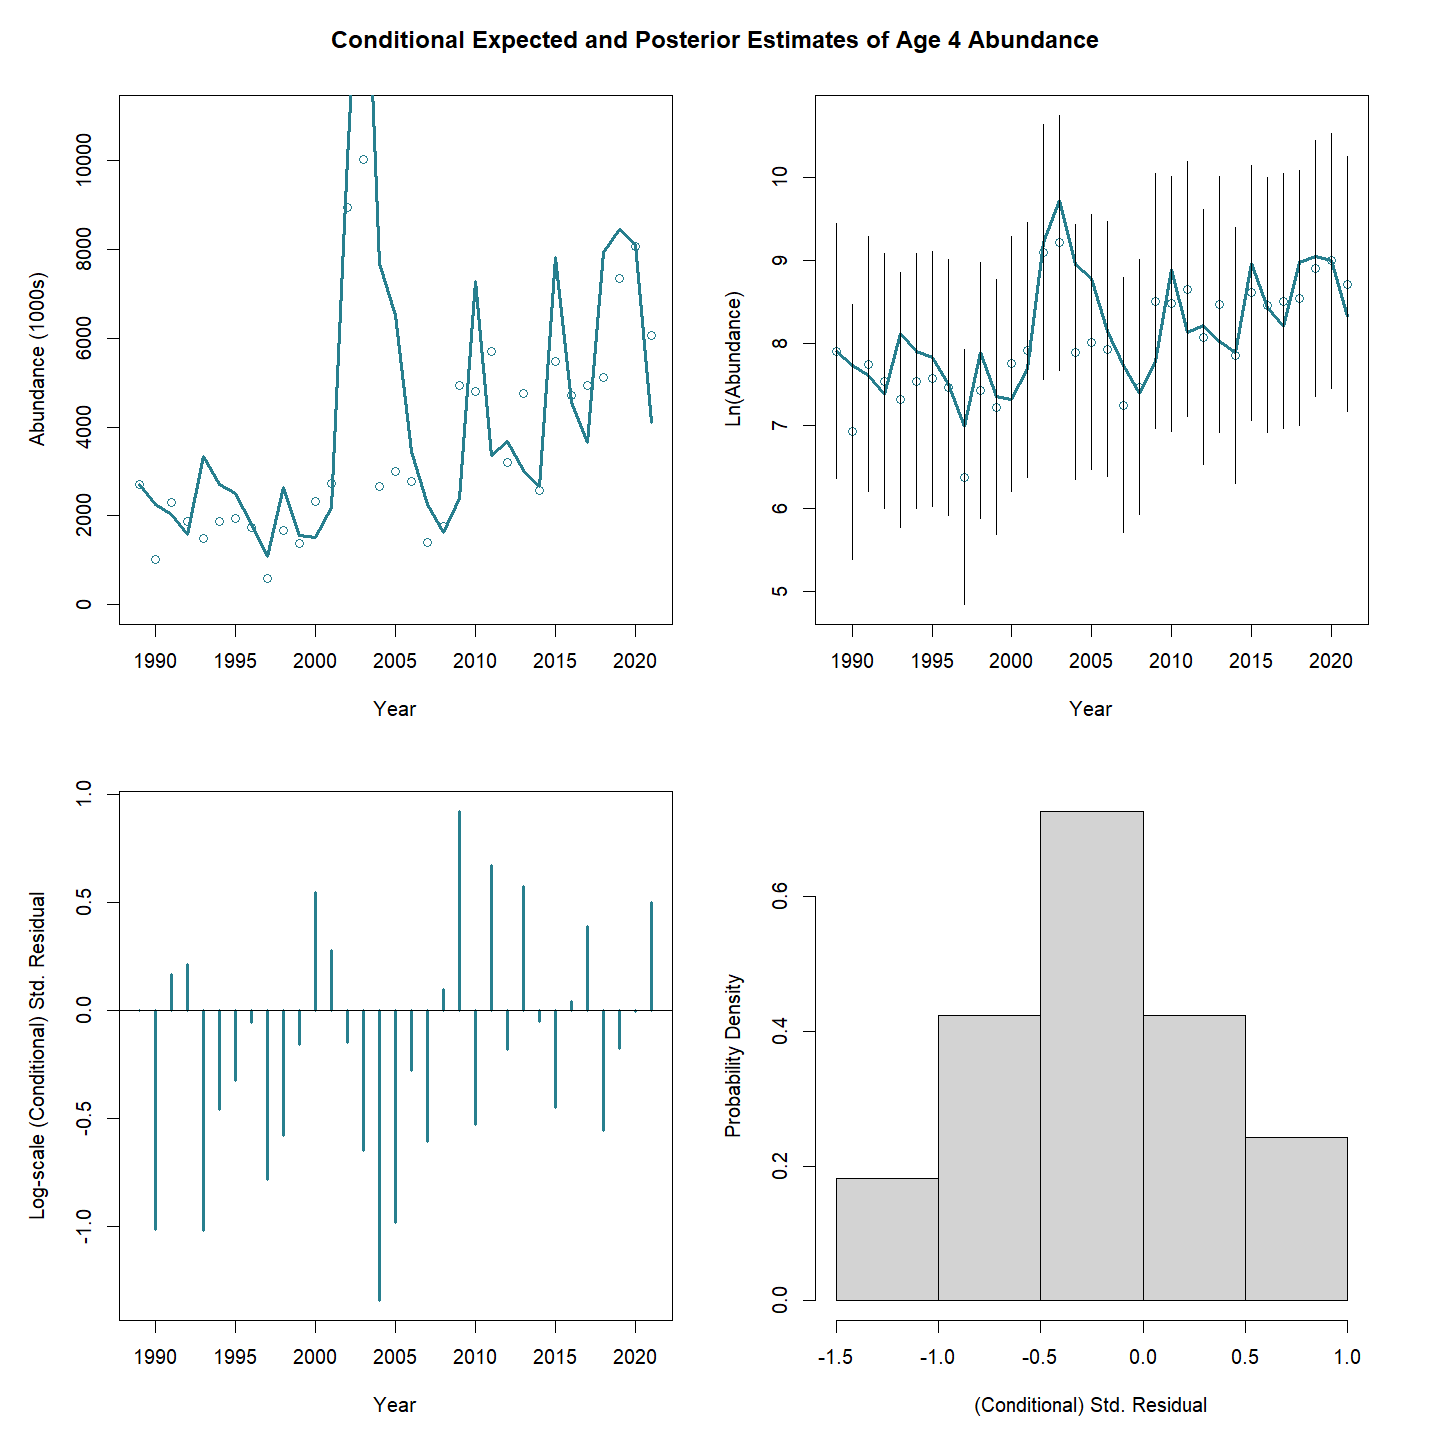 Conditional Expected and Posterior Estimates of Age 4 Abundance
Abundance (1000s)
0 2000 4000 6000 8000 10000
1990 1995 2000 2005 2010 2015 2020
Year
Ln(Abundance)
5 6 7 8 9 10
1990 1995 2000 2005 2010 2015 2020
Year
Log-scale (Conditional) Std. Residual
-1.0 -0.5 0.0 0.5 1.0
1990 1995 2000 2005 2010 2015 2020
Year
Probability Density
0.0 0.2 0.4 0.6
-1.5 -1.0 -0.5 0.0 0.5 1.0
(Conditional) Std. Residual